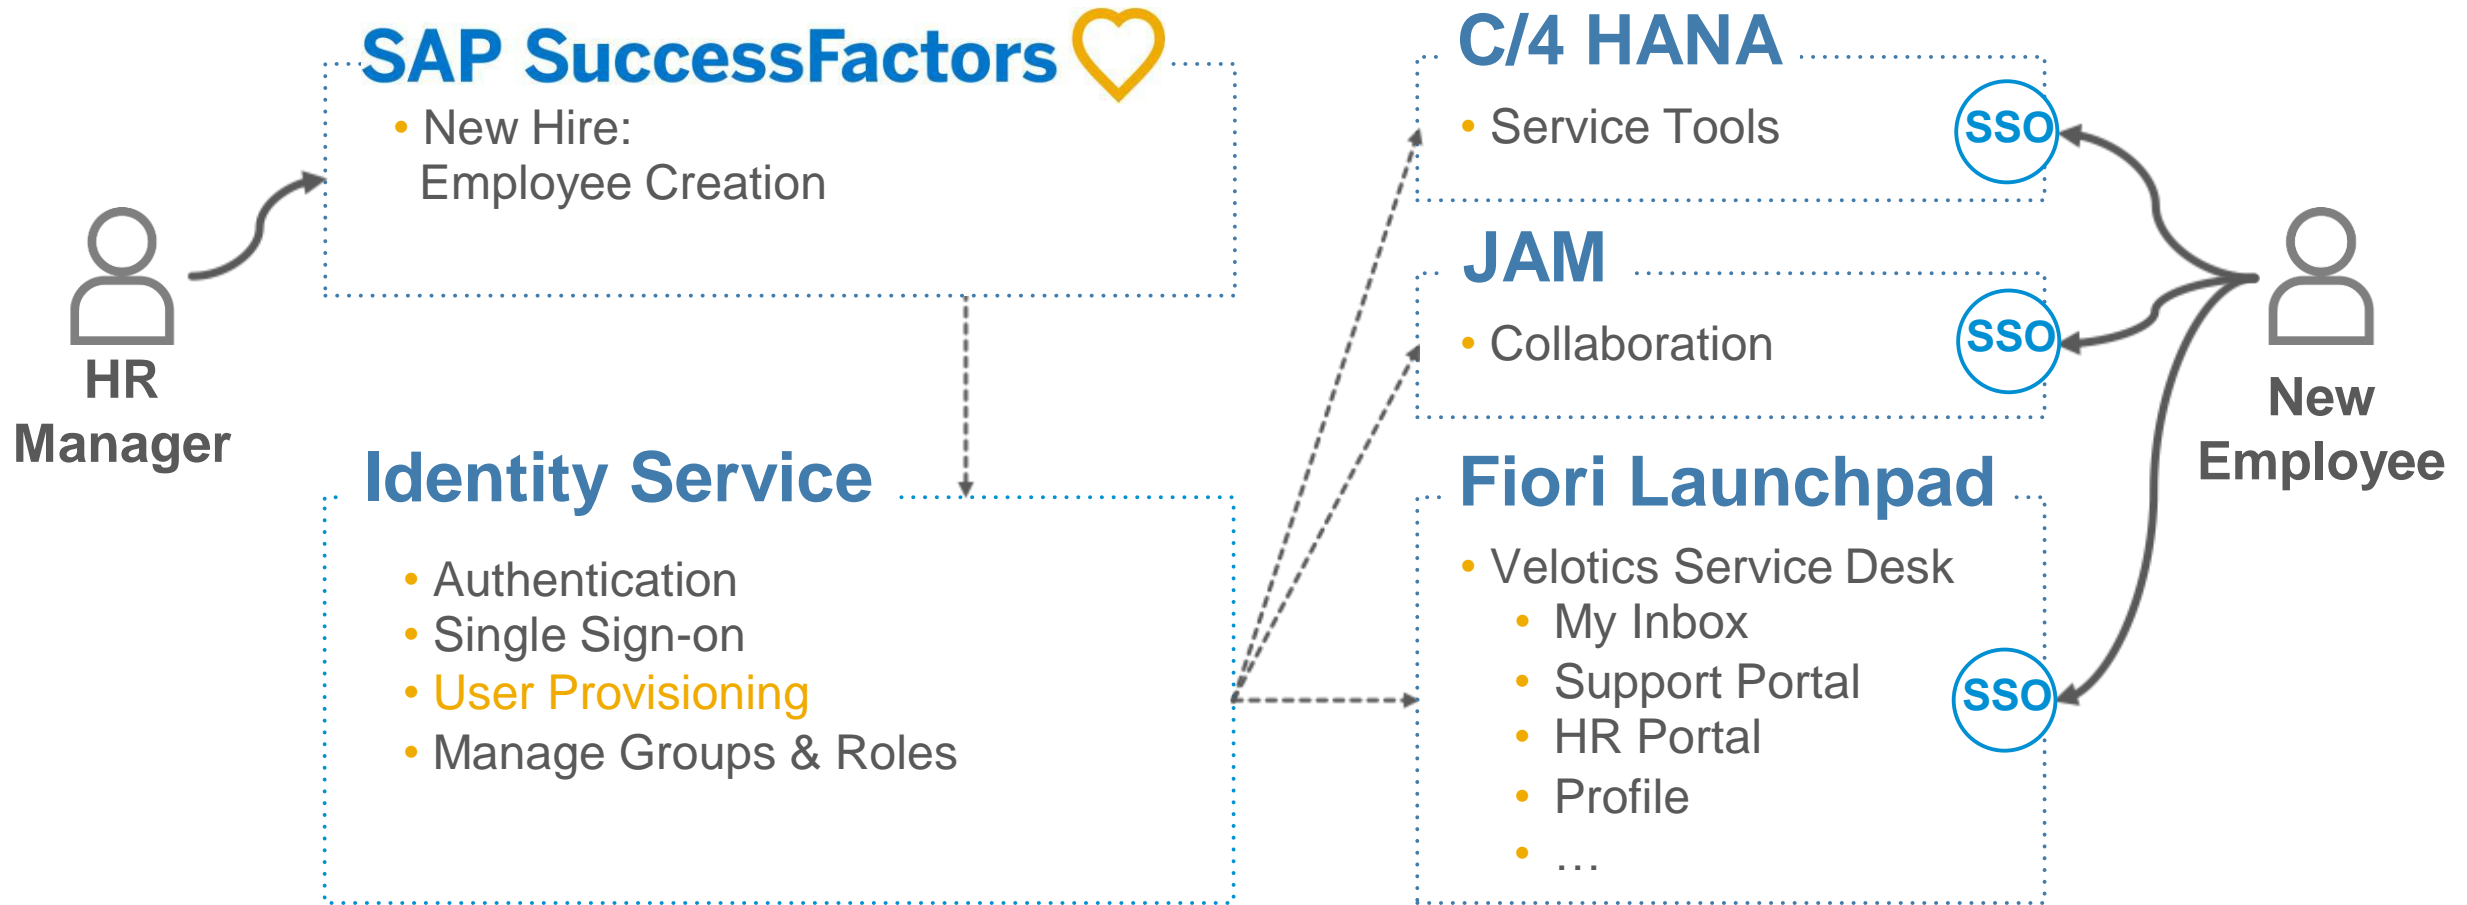 SAP SuccessFactors
• New Hire:
Employee Creation
HR
Manager
Identity Service
• Authentication
• Single Sign-on
• User Provisioning
• Manage Groups & Roles
C/4 HANA
• Service Tools
SSO
JAM
• Collaboration
SSO
Fiori Launchpad
• Velotics Service Desk
• My Inbox
• Support Portal
• HR Portal
• Profile
• …
SSO
New
Employee